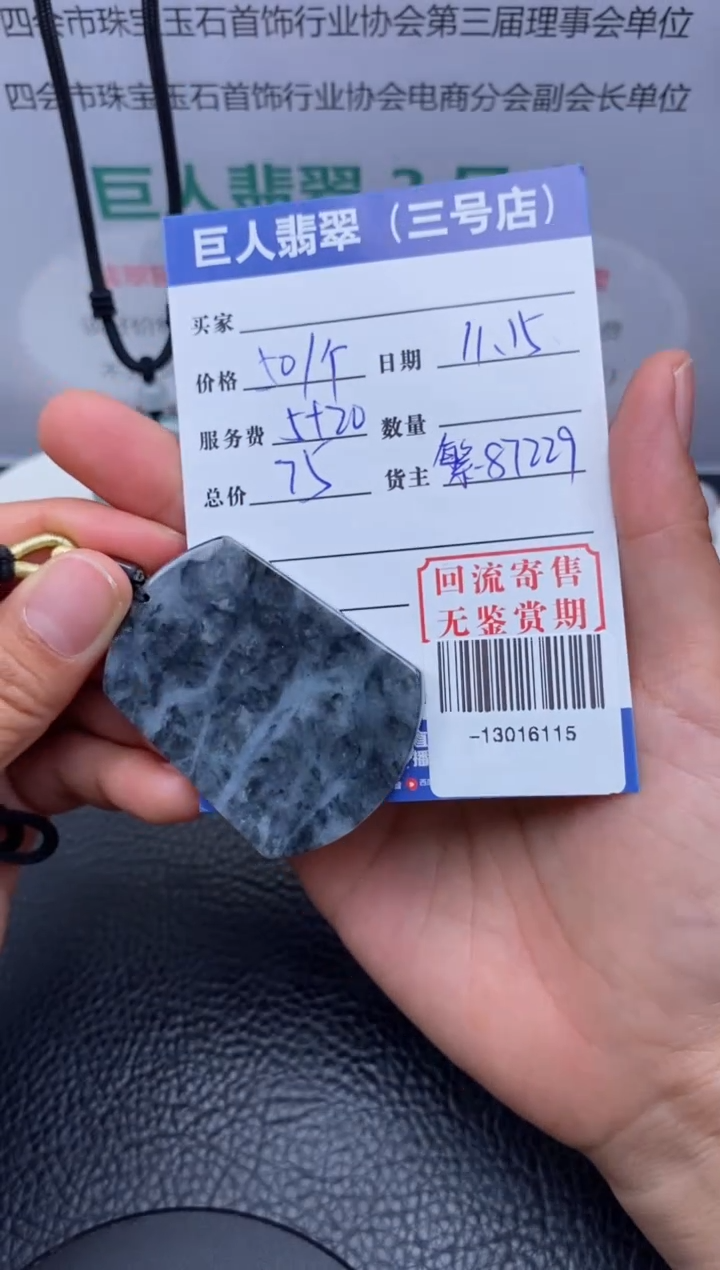 四会市珠宝玉石首饰行业协会第三届理事会单位
四会市珠宝玉石首饰行业协会电商分会副会长单位
巨人翡翠
巨人翡翠（三号店）
买家
价格 50/个 日期 11.15
服务费 5+20 数量
总价 75 货主 繁-87229
回流寄售
无鉴赏期
-13016115